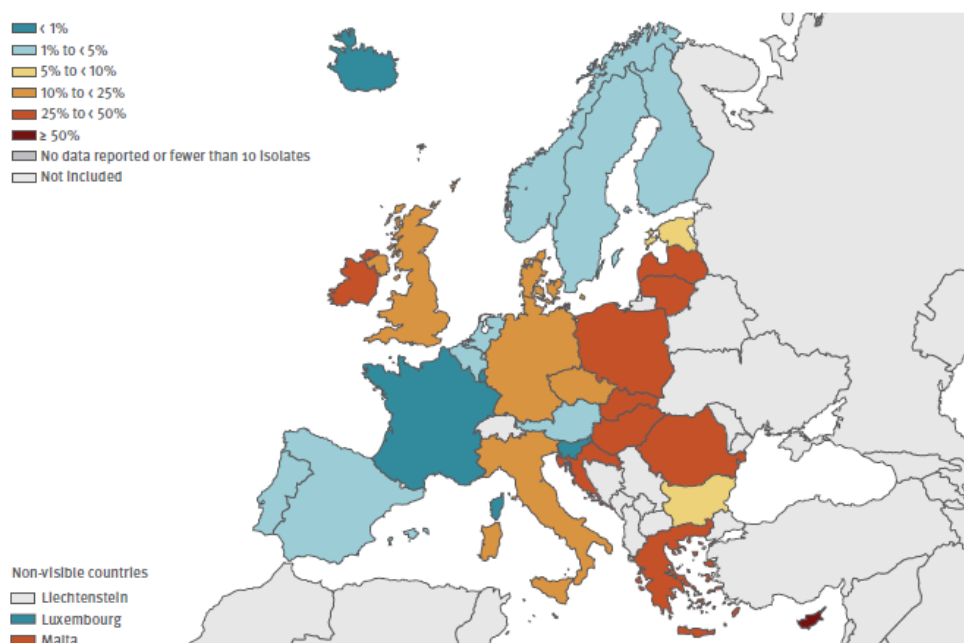 < 1%
1% to < 5%
5% to < 10%
10% to < 25%
25% to < 50%
≥ 50%
No data reported or fewer than 10 isolates
Not included
Non-visible countries
Liechtenstein
Luxembourg
Malta